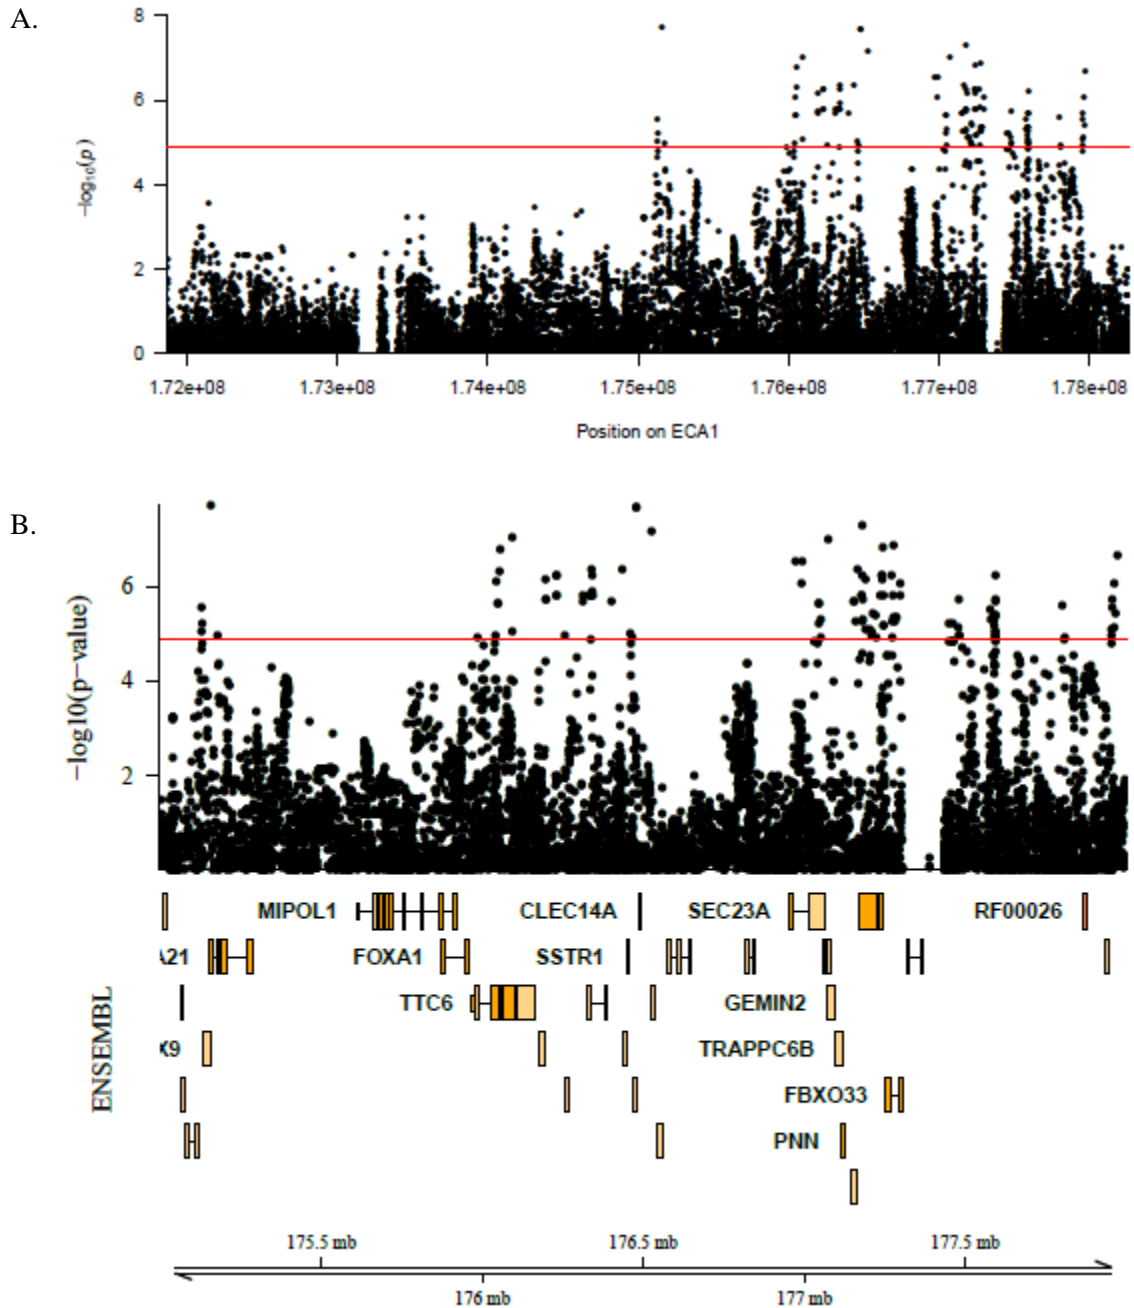 A.
8
6
4
2
0
−log10(p)
1.72e+08 1.73e+08 1.74e+08 1.75e+08 1.76e+08 1.77e+08 1.78e+08
Position on ECA1
B.
6
4
2
−log10(p−value)
MIPOL1 CLEC14A SEC23A RF00026
A21 FOXA1 SSTR1
TTC6 GEMIN2
X9 TRAPPC6B
FBXO33
PNN
ENSEMBL
175.5 mb 176.5 mb 177.5 mb
176 mb 177 mb